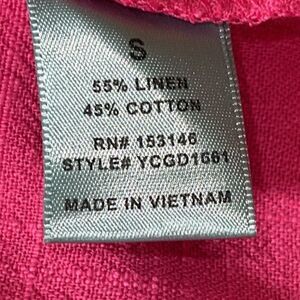 S
55% LINEN
45% COTTON
RN# 153146
STYLE# YCGD1661
MADE IN VIETNAM